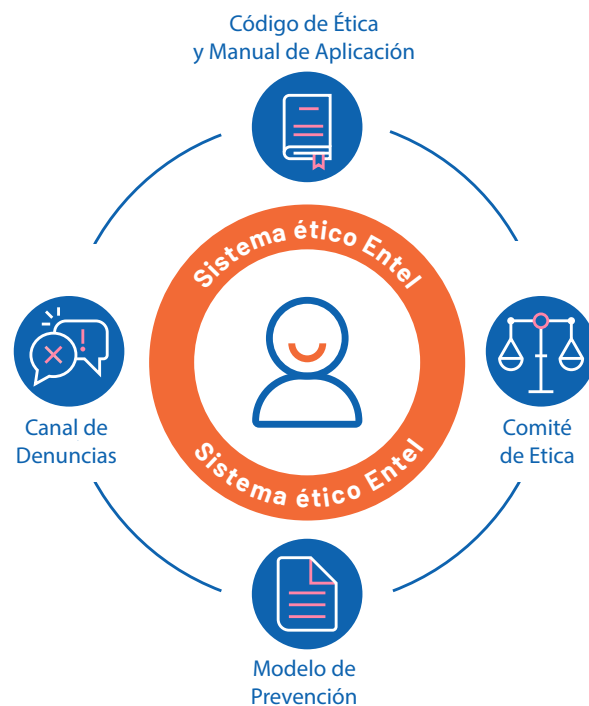 Código de Ética
y Manual de Aplicación
Sistema ético Entel
Canal de
Denuncias
Comité
de Etica
Sistema ético Entel
Modelo de
Prevención